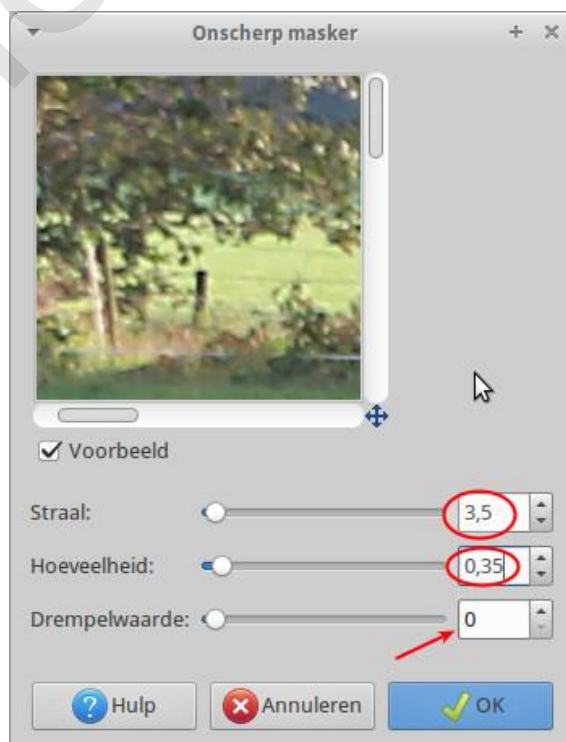 Onscherp masker
Voorbeeld
Straal: 3,5
Hoeveelheid: 0,35
Drempelwaarde: 0
Hulp Annuleren OK